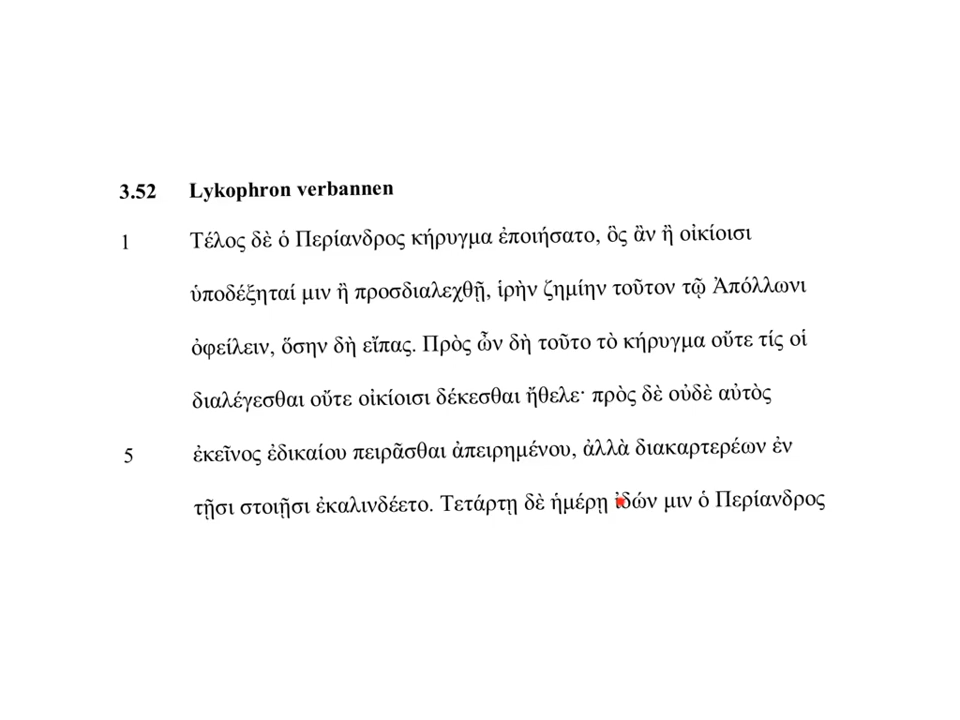 3.52 Lykophron verbannen
1 Τέλος δὲ ὁ Περίανδρος κήρυγμα ἐποιήσατο, ὃς ἂν ἢ οἰκίοισι
ὑποδέξηταί μιν ἢ προσδιαλεχθῇ, ἱρὴν ζημίην τοῦτον τῷ Ἀπόλλωνι
ὀφείλειν, ὅσην δὴ εἴπας. Πρὸς ὦν δὴ τοῦτο τὸ κήρυγμα οὔτε τίς οἱ
διαλέγεσθαι οὔτε οἰκίοισι δέκεσθαι ἤθελε· πρὸς δὲ οὐδὲ αὐτὸς
5 ἐκεῖνος ἐδικαίου πειρᾶσθαι ἀπειρημένου, ἀλλὰ διακαρτερέων ἐν
τῇσι στοιῇσι ἐκαλινδέετο. Τετάρτῃ δὲ ἡμέρῃ ἰδών μιν ὁ Περίανδρος